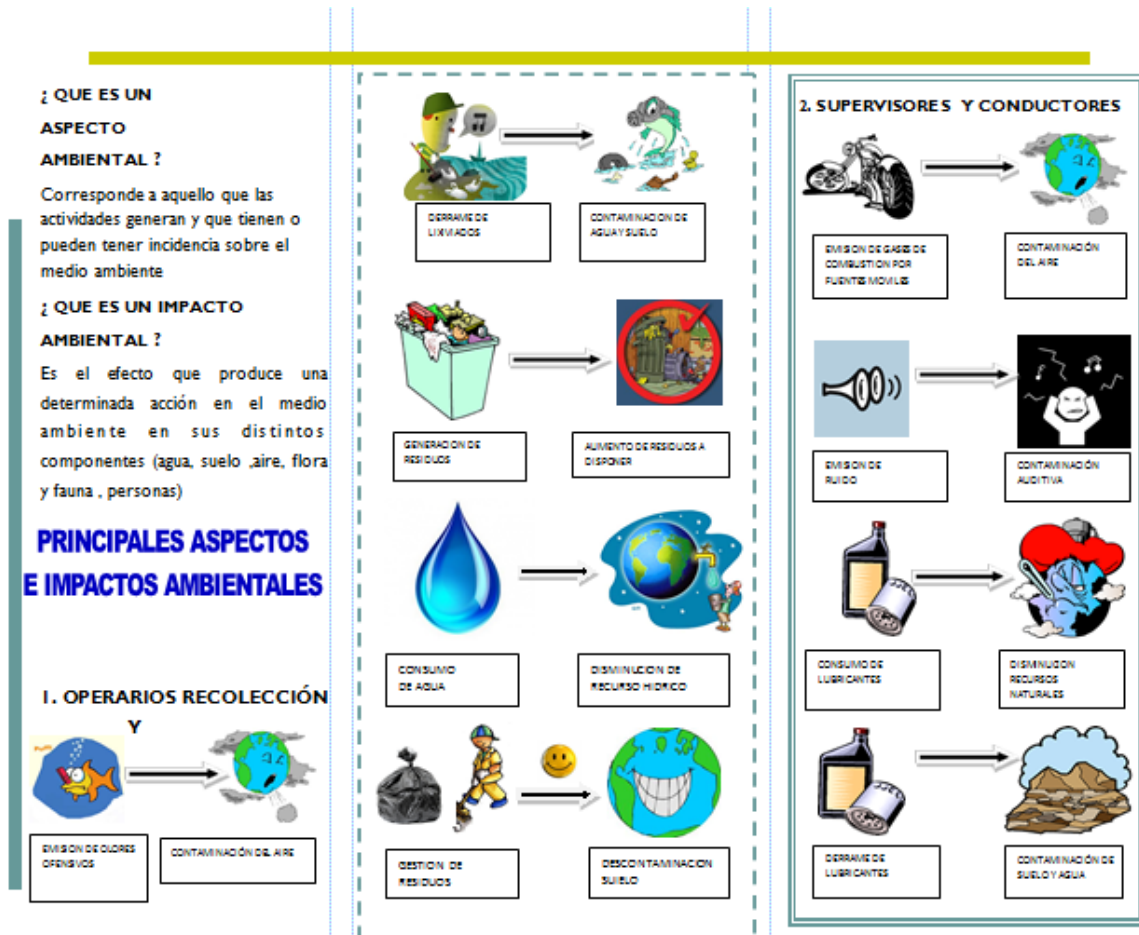 ¿ QUE ES UN
ASPECTO
AMBIENTAL ?
Corresponde a aquello que las
actividades generan y que tienen o
pueden tener incidencia sobre el
medio ambiente
¿ QUE ES UN IMPACTO
AMBIENTAL ?
Es el efecto que produce una
determinada acción en el medio
ambiente en sus distintos
componentes (agua, suelo ,aire, flora
y fauna , personas)
PRINCIPALES ASPECTOS
E IMPACTOS AMBIENTALES
1. OPERARIOS RECOLECCIÓN
Y
EMISION DE OLORES
OFENSIVOS
CONTAMINACIÓN DEL AIRE
DERRAME DE
LIXIVIADOS
CONTAMINACION DE
AGUA Y SUELO
GENERACION DE
RESIDUOS
AUMENTO DE RESIDUOS A
DISPONER
CONSUMO
DE AGUA
DISMINUCION DE
RECURSO HIDRICO
GESTION DE
RESIDUOS
DESCONTAMINACION
SUELO
2. SUPERVISORES Y CONDUCTORES
EMISION DE GASES DE
COMBUSTION POR
FUENTES MOVILES
CONTAMINACIÓN
DEL AIRE
EMISION DE
RUIDO
CONTAMINACIÓN
AUDITIVA
CONSUMO DE
LUBRICANTES
DISMINUCION
RECURSOS
NATURALES
DERRAME DE
LUBRICANTES
CONTAMINACIÓN DE
SUELO Y AGUA